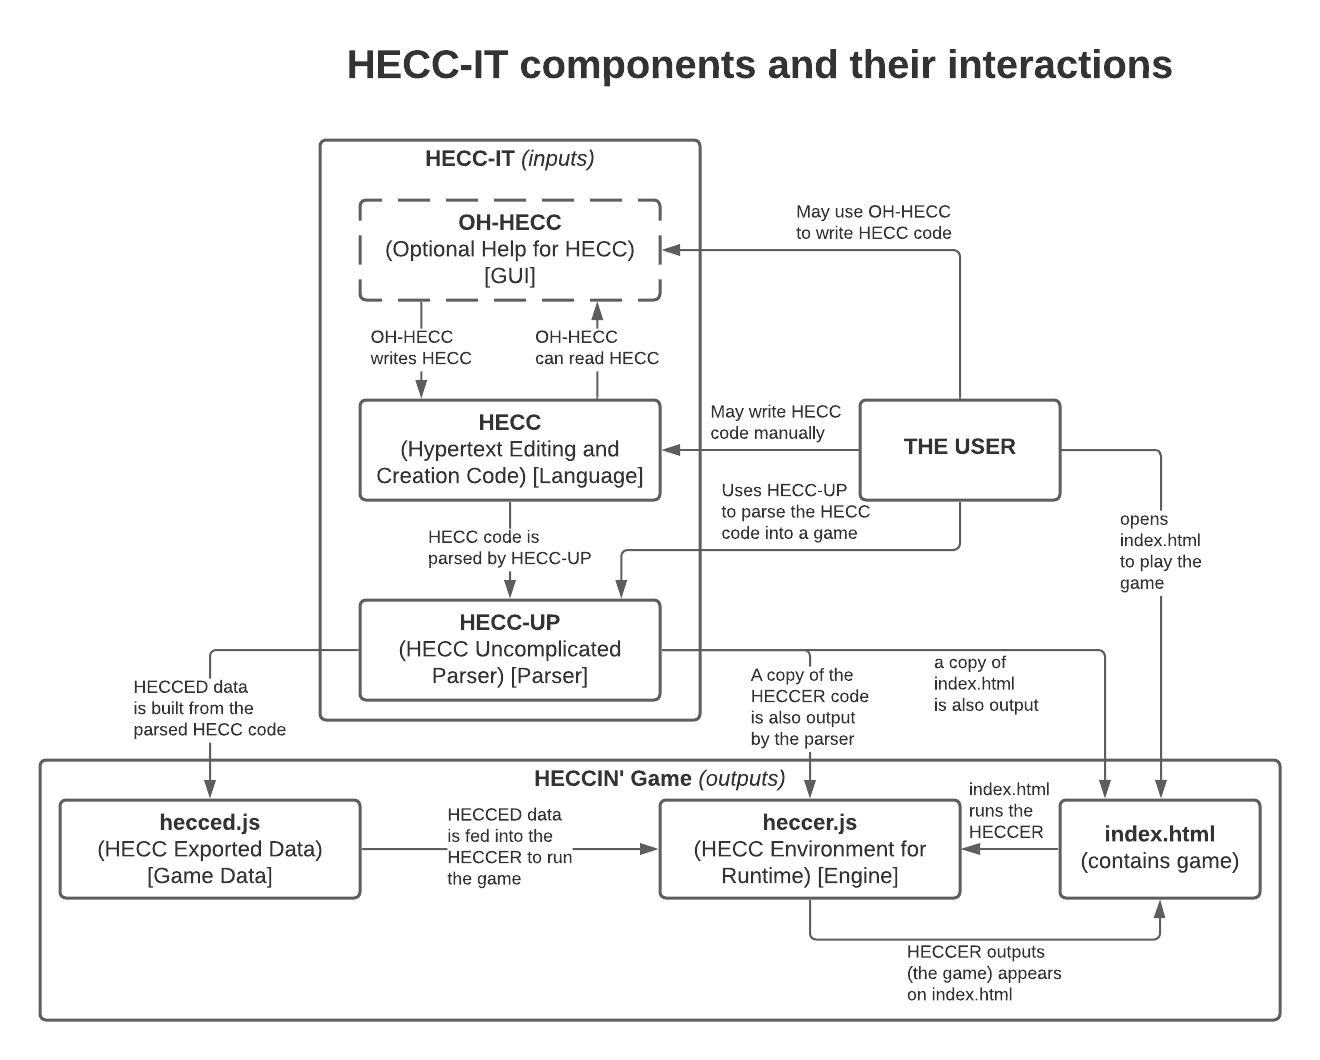 HECC-IT components and their interactions
HECC-IT (inputs)
OH-HECC
(Optional Help for HECC)
[GUI]
May use OH-HECC
to write HECC code
OH-HECC
writes HECC
OH-HECC
can read HECC
HECC
(Hypertext Editing and
Creation Code) [Language]
May write HECC
code manually
THE USER
Uses HECC-UP
to parse the HECC
code into a game
opens
index.html
to play the
game
HECC code is
parsed by HECC-UP
HECC-UP
(HECC Uncomplicated
Parser) [Parser]
HECCED data
is built from the
parsed HECC code
A copy of the
HECCER code
is also output
by the parser
a copy of
index.html
is also output
HECCIN' Game (outputs)
hecced.js
(HECC Exported Data)
[Game Data]
HECCED data
is fed into the
HECCER to run
the game
heccer.js
(HECC Environment for
Runtime) [Engine]
index.html
runs the
HECCER
index.html
(contains game)
HECCER outputs
(the game) appears
on index.html